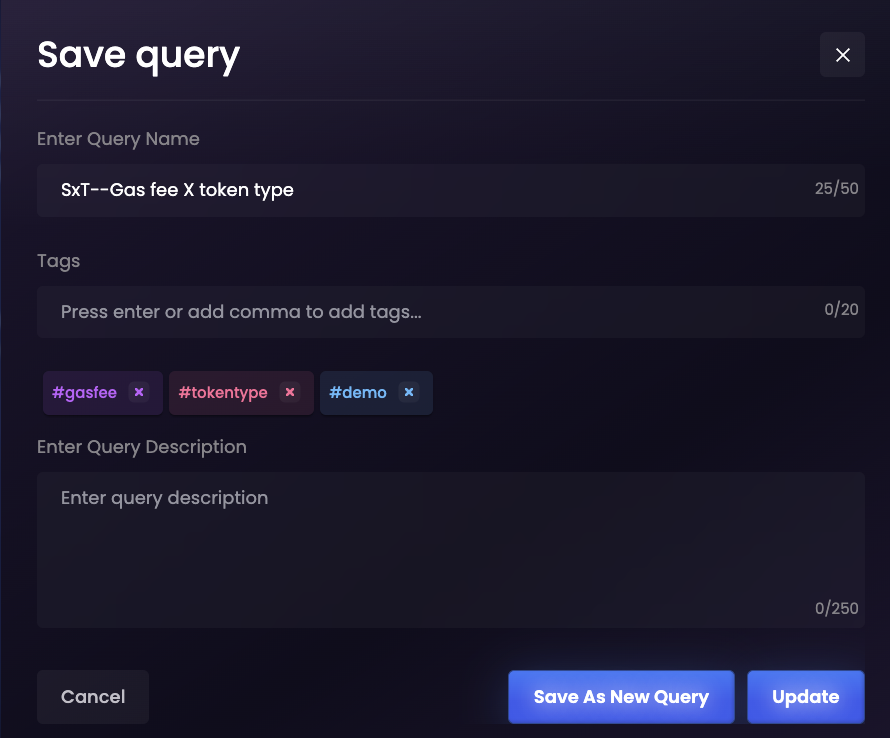 Save query
Enter Query Name
SxT--Gas fee X token type
25/50
Tags
Press enter or add comma to add tags...
0/20
#gasfee × #tokentype × #demo ×
Enter Query Description
Enter query description
0/250
Cancel
Save As New Query
Update